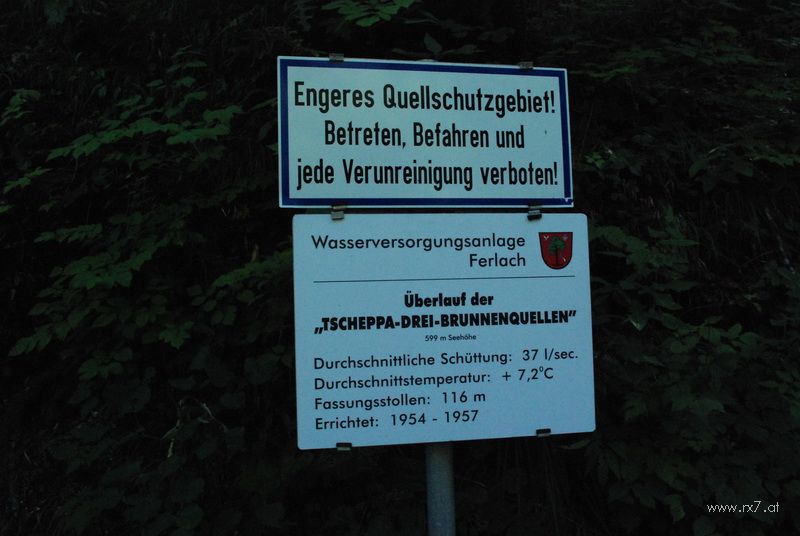 Engeres Quellschutzgebiet!
Betreten, Befahren und
jede Verunreinigung verboten!
Wasserversorgungsanlage
Ferlach
Überlauf der
„TSCHEPPA-DREI-BRUNNENQUELLEN”
599 m Seehöhe
Durchschnittliche Schüttung: 37 l/sec.
Durchschnittstemperatur: + 7,2°C
Fassungsstollen: 116 m
Errichtet: 1954 - 1957
www.rx7.at